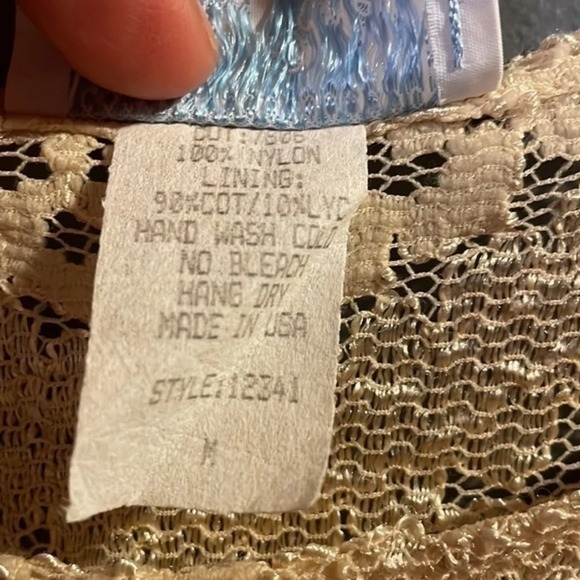 100% NYLON
LINING:
90%COT/10%LYC
HAND WASH COLD
NO BLEACH
HANG DRY
MADE IN USA
STYLE:12341
M